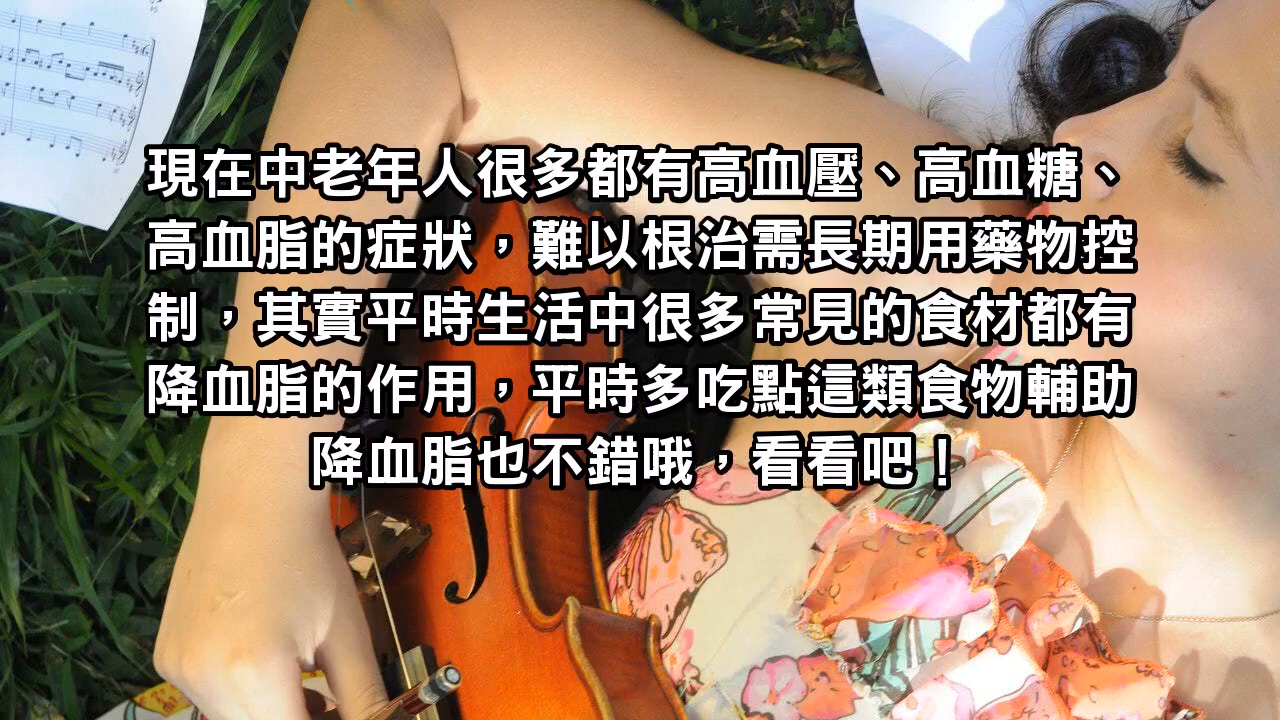 現在中老年人很多都有高血壓、高血糖、
高血脂的症狀，難以根治需長期用藥物控
制，其實平時生活中很多常見的食材都有
降血脂的作用，平時多吃點這類食物輔助
降血脂也不錯哦，看看吧！